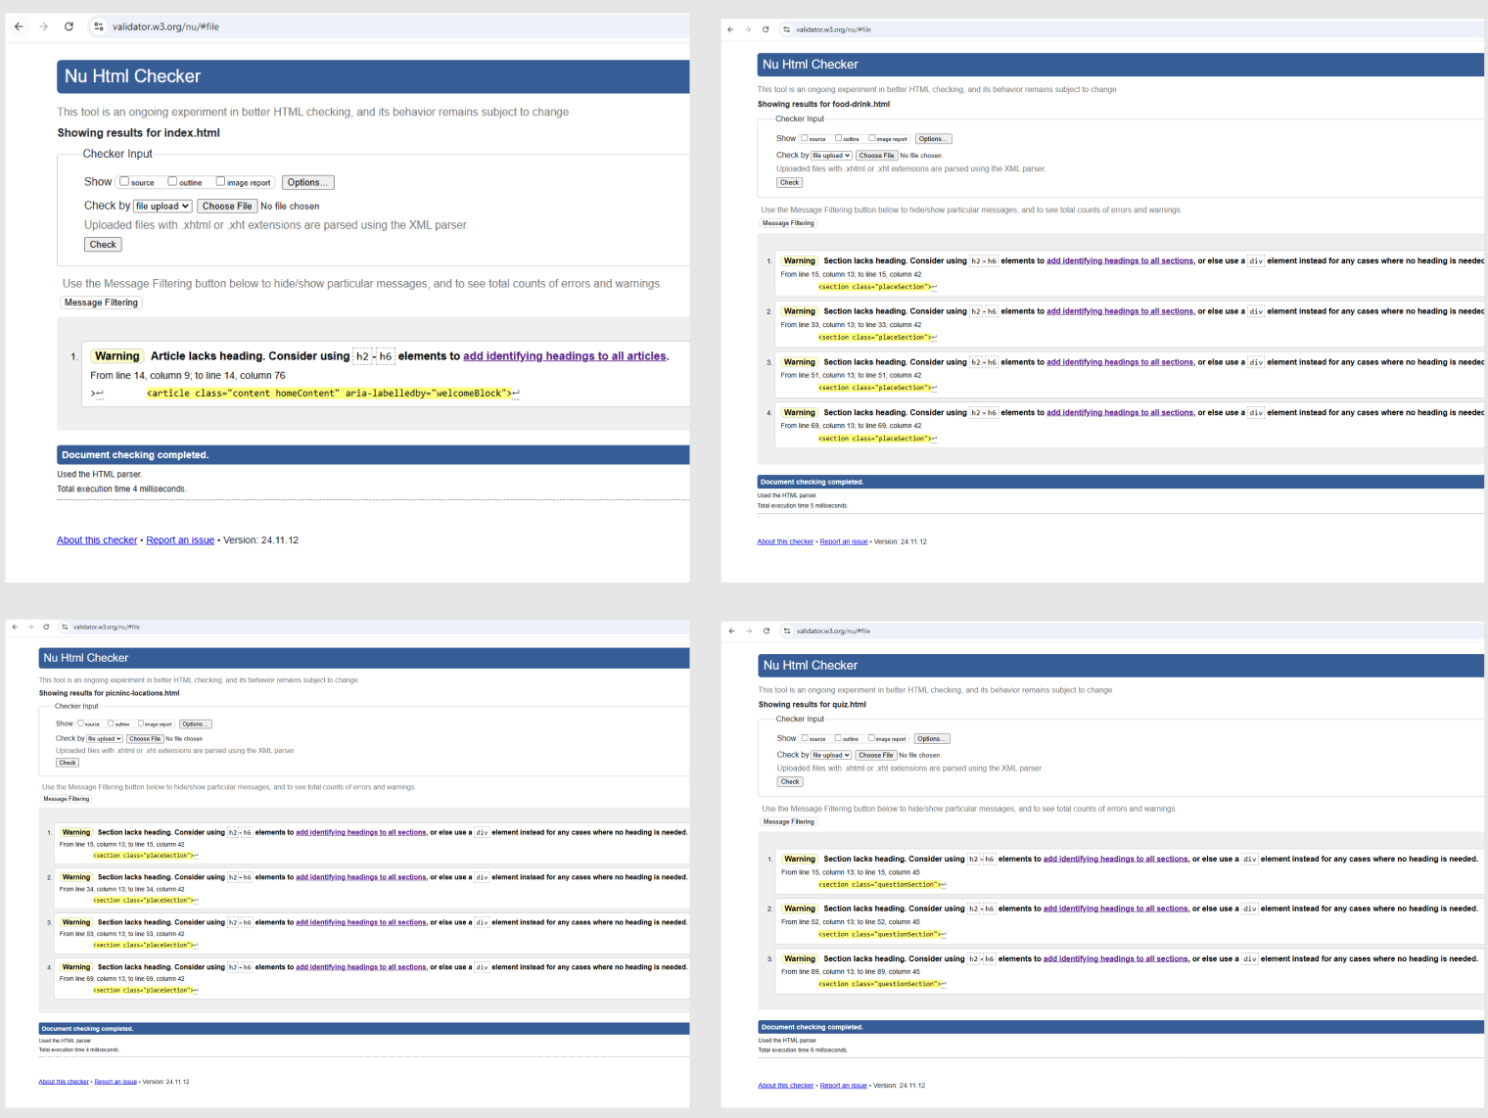 validator.w3.org/nu/#file
Nu Html Checker
This tool is an ongoing experiment in better HTML checking, and its behavior remains subject to change
Showing results for index.html
Checker Input
Show source outline image report Options...
Check by file upload Choose File No file chosen
Uploaded files with .xhtml or .xht extensions are parsed using the XML parser.
Check
Use the Message Filtering button below to hide/show particular messages, and to see total counts of errors and warnings.
Message Filtering
1. Warning Article lacks heading. Consider using h2-h6 elements to add identifying headings to all articles.
From line 14, column 9; to line 14, column 76
>↩ <article class="content homeContent" aria-labelledby="welcomeBlock">↩
Document checking completed.
Used the HTML parser.
Total execution time 4 milliseconds.
About this checker • Report an issue • Version: 24.11.12
validator.w3.org/nu/#file
Nu Html Checker
This tool is an ongoing experiment in better HTML checking, and its behavior remains subject to change
Showing results for food-drink.html
Checker Input
Show source outline image report Options...
Check by file upload Choose File No file chosen
Uploaded files with .xhtml or .xht extensions are parsed using the XML parser.
Check
Use the Message Filtering button below to hide/show particular messages, and to see total counts of errors and warnings.
Message Filtering
1. Warning Section lacks heading. Consider using h2-h6 elements to add identifying headings to all sections, or else use a div element instead for any cases where no heading is needed
From line 15, column 13; to line 15, column 42
<section class="placeSection">↩
2. Warning Section lacks heading. Consider using h2-h6 elements to add identifying headings to all sections, or else use a div element instead for any cases where no heading is needed
From line 33, column 13; to line 33, column 42
<section class="placeSection">↩
3. Warning Section lacks heading. Consider using h2-h6 elements to add identifying headings to all sections, or else use a div element instead for any cases where no heading is needed
From line 51, column 13; to line 51, column 42
<section class="placeSection">↩
4. Warning Section lacks heading. Consider using h2-h6 elements to add identifying headings to all sections, or else use a div element instead for any cases where no heading is needed
From line 69, column 13; to line 69, column 42
<section class="placeSection">↩
Document checking completed.
Used the HTML parser.
Total execution time 5 milliseconds.
About this checker • Report an issue • Version: 24.11.12
validator.w3.org/nu/#file
Nu Html Checker
This tool is an ongoing experiment in better HTML checking, and its behavior remains subject to change
Showing results for picninc-locations.html
Checker Input
Show source outline image report Options...
Check by file upload Choose File No file chosen
Uploaded files with .xhtml or .xht extensions are parsed using the XML parser.
Check
Use the Message Filtering button below to hide/show particular messages, and to see total counts of errors and warnings.
Message Filtering
1. Warning Section lacks heading. Consider using h2-h6 elements to add identifying headings to all sections, or else use a div element instead for any cases where no heading is needed.
From line 15, column 13; to line 15, column 42
<section class="placeSection">↩
2. Warning Section lacks heading. Consider using h2-h6 elements to add identifying headings to all sections, or else use a div element instead for any cases where no heading is needed.
From line 34, column 13; to line 34, column 42
<section class="placeSection">↩
3. Warning Section lacks heading. Consider using h2-h6 elements to add identifying headings to all sections, or else use a div element instead for any cases where no heading is needed.
From line 53, column 13; to line 53, column 42
<section class="placeSection">↩
4. Warning Section lacks heading. Consider using h2-h6 elements to add identifying headings to all sections, or else use a div element instead for any cases where no heading is needed.
From line 69, column 13; to line 69, column 42
<section class="placeSection">↩
Document checking completed.
Used the HTML parser.
Total execution time 4 milliseconds.
About this checker • Report an issue • Version: 24.11.12
validator.w3.org/nu/#file
Nu Html Checker
This tool is an ongoing experiment in better HTML checking, and its behavior remains subject to change
Showing results for quiz.html
Checker Input
Show source outline image report Options...
Check by file upload Choose File No file chosen
Uploaded files with .xhtml or .xht extensions are parsed using the XML parser.
Check
Use the Message Filtering button below to hide/show particular messages, and to see total counts of errors and warnings.
Message Filtering
1. Warning Section lacks heading. Consider using h2-h6 elements to add identifying headings to all sections, or else use a div element instead for any cases where no heading is needed.
From line 15, column 13; to line 15, column 45
<section class="questionSection">↩
2. Warning Section lacks heading. Consider using h2-h6 elements to add identifying headings to all sections, or else use a div element instead for any cases where no heading is needed.
From line 52, column 13; to line 52, column 45
<section class="questionSection">↩
3. Warning Section lacks heading. Consider using h2-h6 elements to add identifying headings to all sections, or else use a div element instead for any cases where no heading is needed.
From line 89, column 13; to line 89, column 45
<section class="questionSection">↩
Document checking completed.
Used the HTML parser.
Total execution time 6 milliseconds.
About this checker • Report an issue • Version: 24.11.12